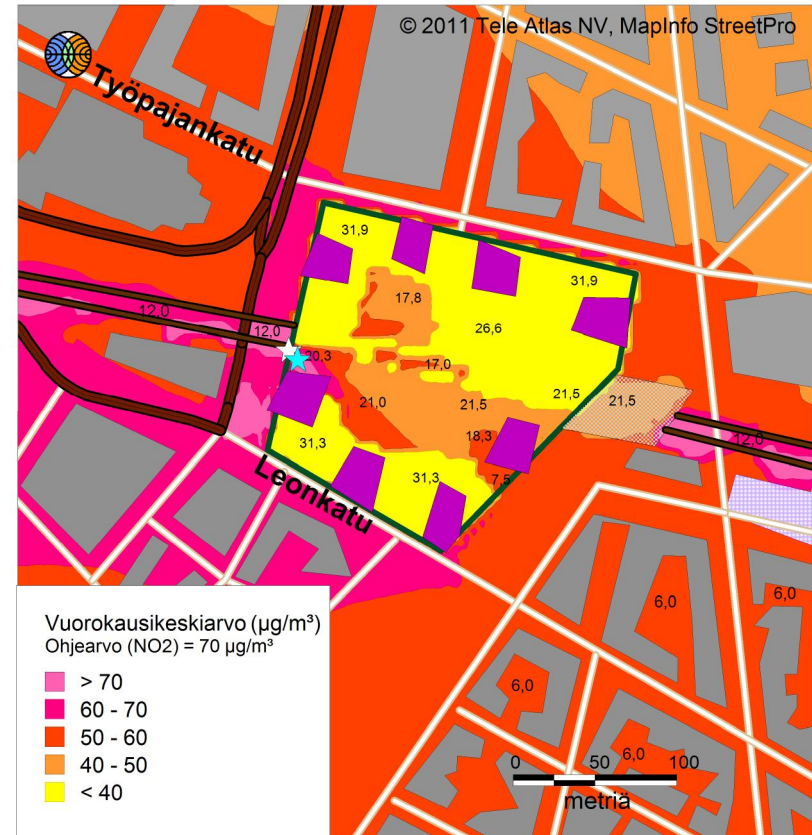 © 2011 Tele Atlas NV, MapInfo StreetPro
Työpajankatu
31,9
31,9
17,8
12,0
12,0
26,6
20,3
17,0
21,5
21,0
21,5
21,5
18,3
12,0
31,3
31,3
7,5
Leonkatu
6,0
6,0
6,0
6,0
Vuorokausikeskiarvo (µg/m³)
Ohjearvo (NO2) = 70 µg/m³
> 70
60 - 70
50 - 60
40 - 50
< 40
0 50 100
metriä